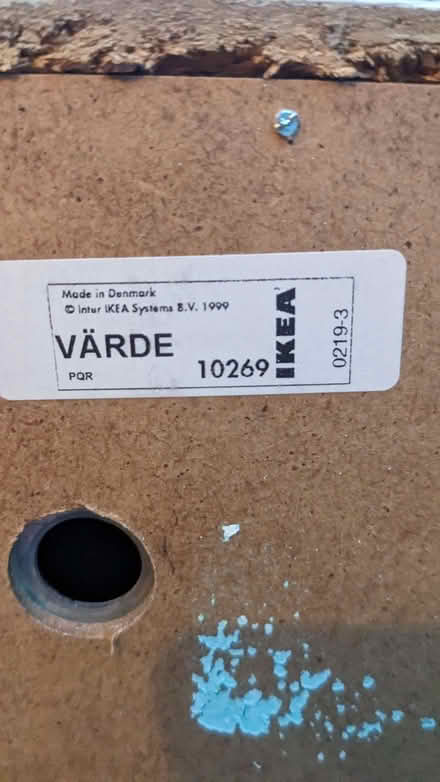 Made in Denmark
© Inter IKEA Systems B.V. 1999
VÄRDE
PQR
10269
IKEA
0219-3